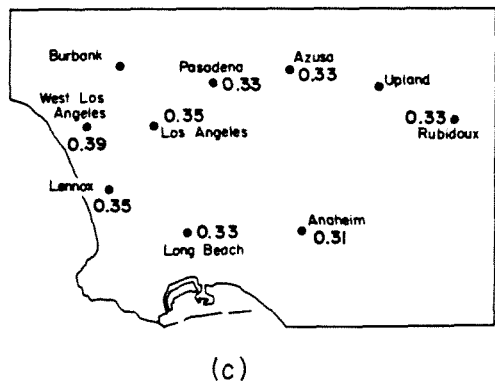 Burbank
Pasadena
0.33
Azusa
0.33
Upland
West Los
Angeles
0.39
0.35
Los Angeles
0.33
Rubidoux
Lennox
0.35
0.33
Long Beach
Anaheim
0.31
(c)